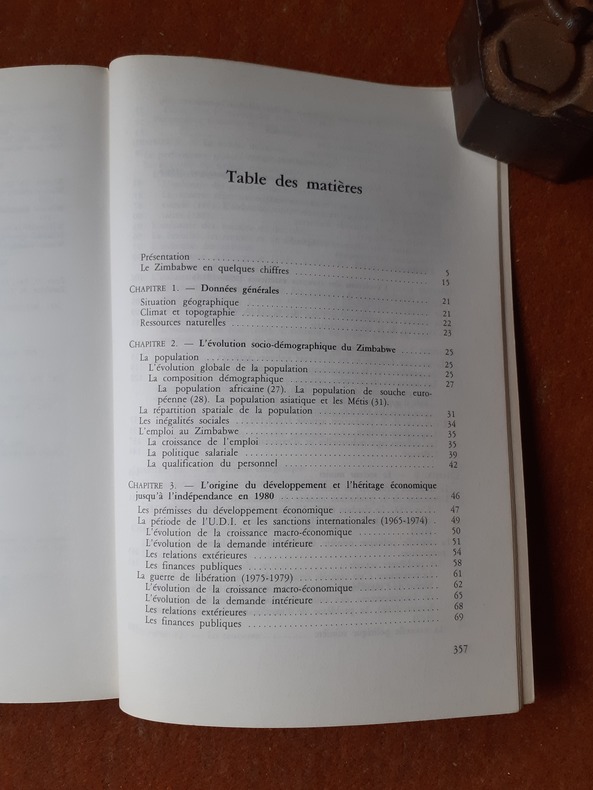 Table des matières
Présentation 5
Le Zimbabwe en quelques chiffres 15
CHAPITRE 1. — Données générales 21
Situation géographique 21
Climat et topographie 22
Ressources naturelles 23
CHAPITRE 2. — L'évolution socio-démographique du Zimbabwe 25
La population 25
L'évolution globale de la population 25
La composition démographique 27
La population africaine (27). La population de souche euro-
péenne (28). La population asiatique et les Métis (31).
La répartition spatiale de la population 31
Les inégalités sociales 34
L'emploi au Zimbabwe 35
La croissance de l'emploi 35
La politique salariale 39
La qualification du personnel 42
CHAPITRE 3. — L'origine du développement et l'héritage économique
jusqu'à l'indépendance en 1980 46
Les prémisses du développement économique 47
La période de l'U.D.I. et les sanctions internationales (1965-1974) 49
L'évolution de la croissance macro-économique 50
L'évolution de la demande intérieure 51
Les relations extérieures 54
Les finances publiques 58
La guerre de libération (1975-1979) 61
L'évolution de la croissance macro-économique 62
L'évolution de la demande intérieure 65
Les relations extérieures 68
Les finances publiques 69
357